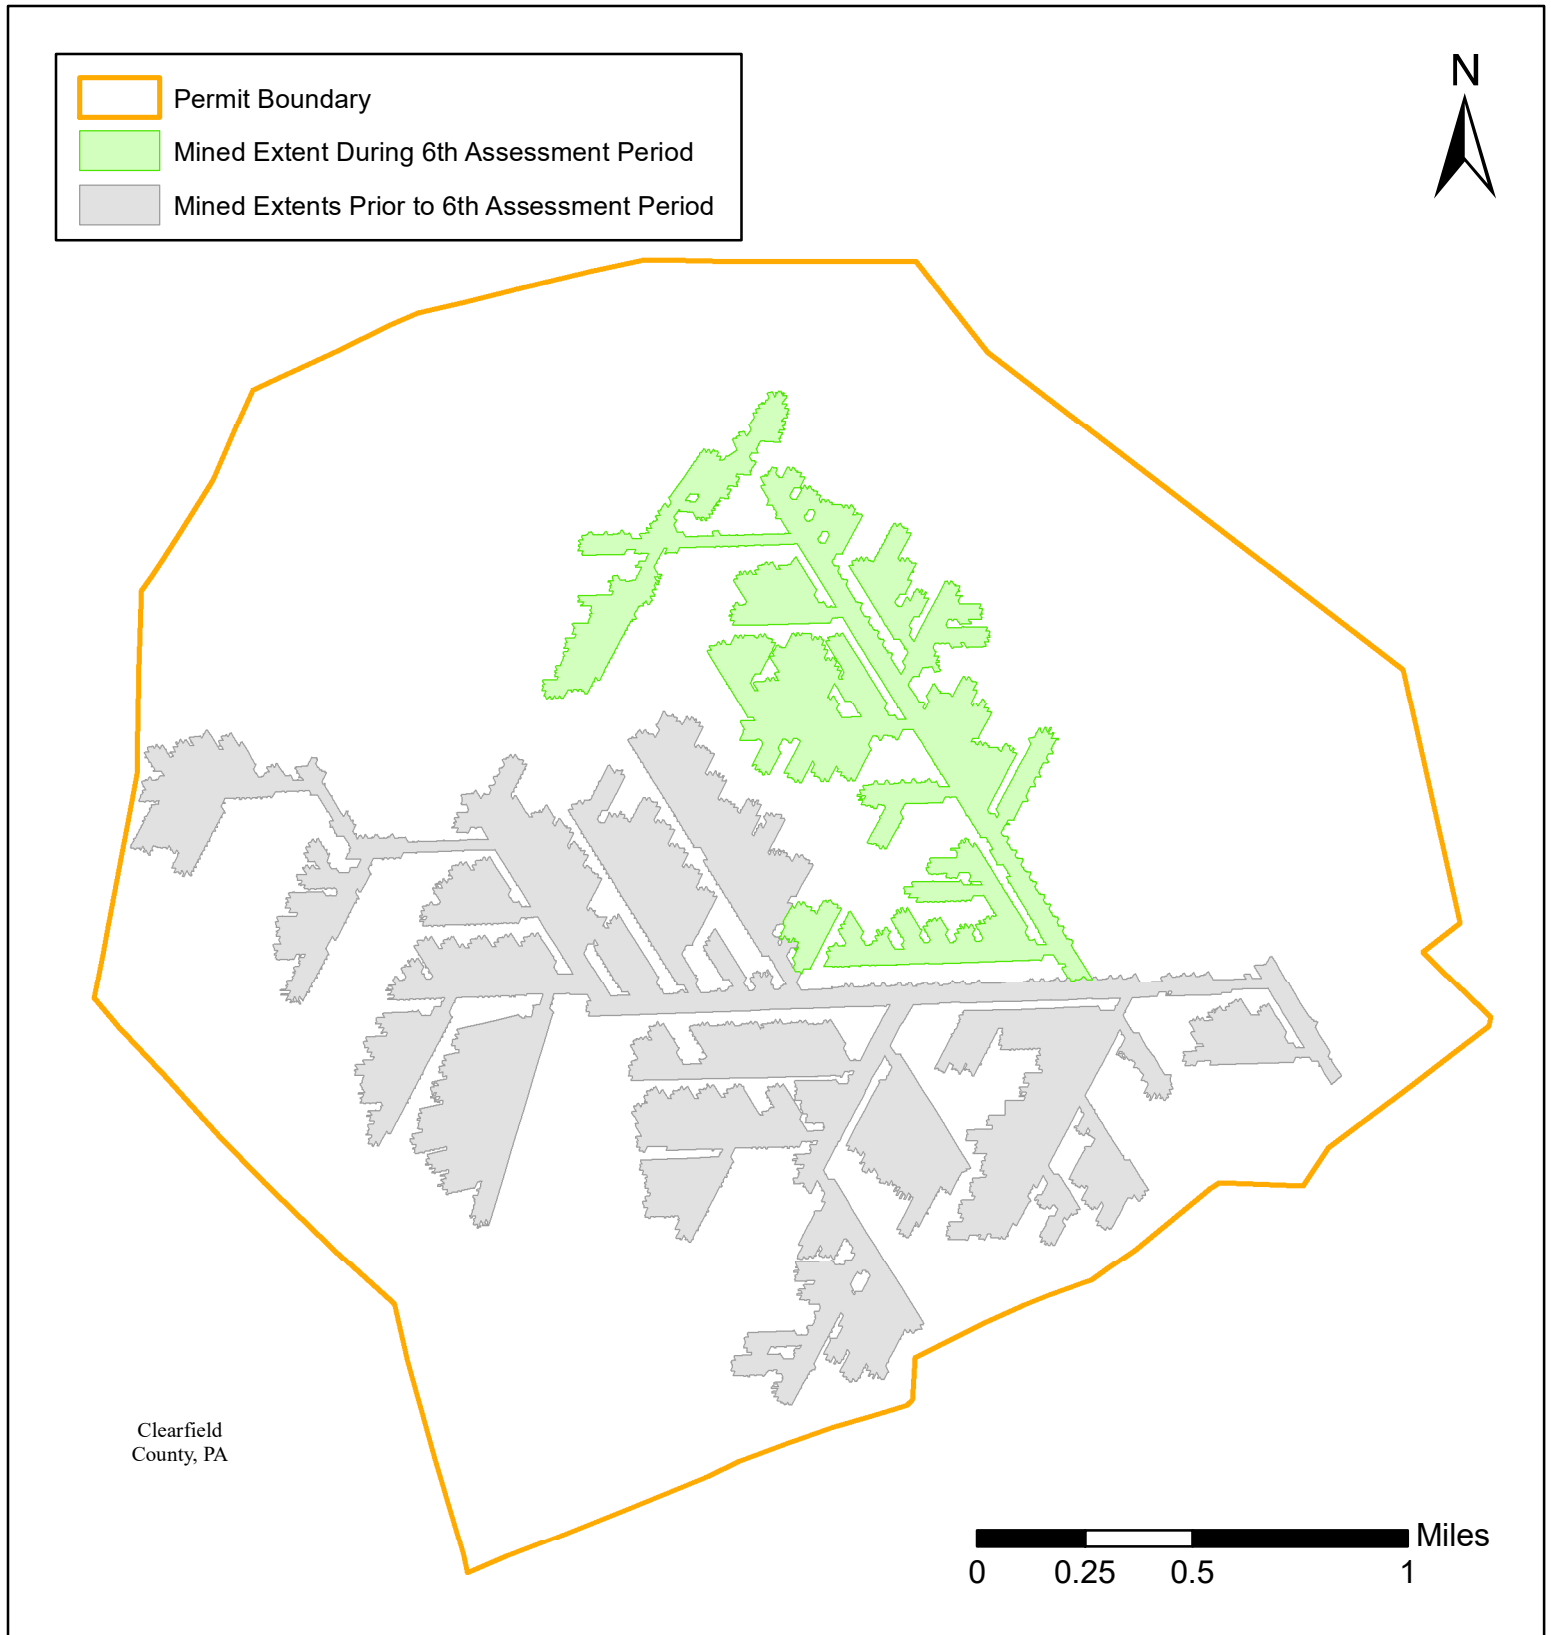 N
Permit Boundary
Mined Extent During 6th Assessment Period
Mined Extents Prior to 6th Assessment Period
Clearfield
County, PA
Miles
0 0.25 0.5 1